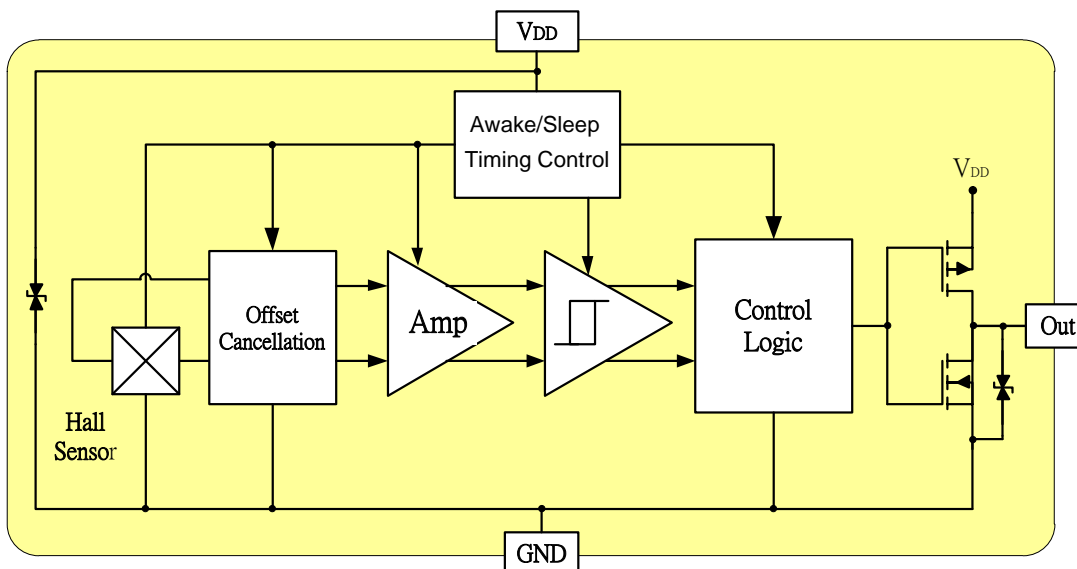 VDD
Awake/Sleep
Timing Control
VDD
Offset
Cancellation
Amp
Control
Logic
Out
Hall
Sensor
GND